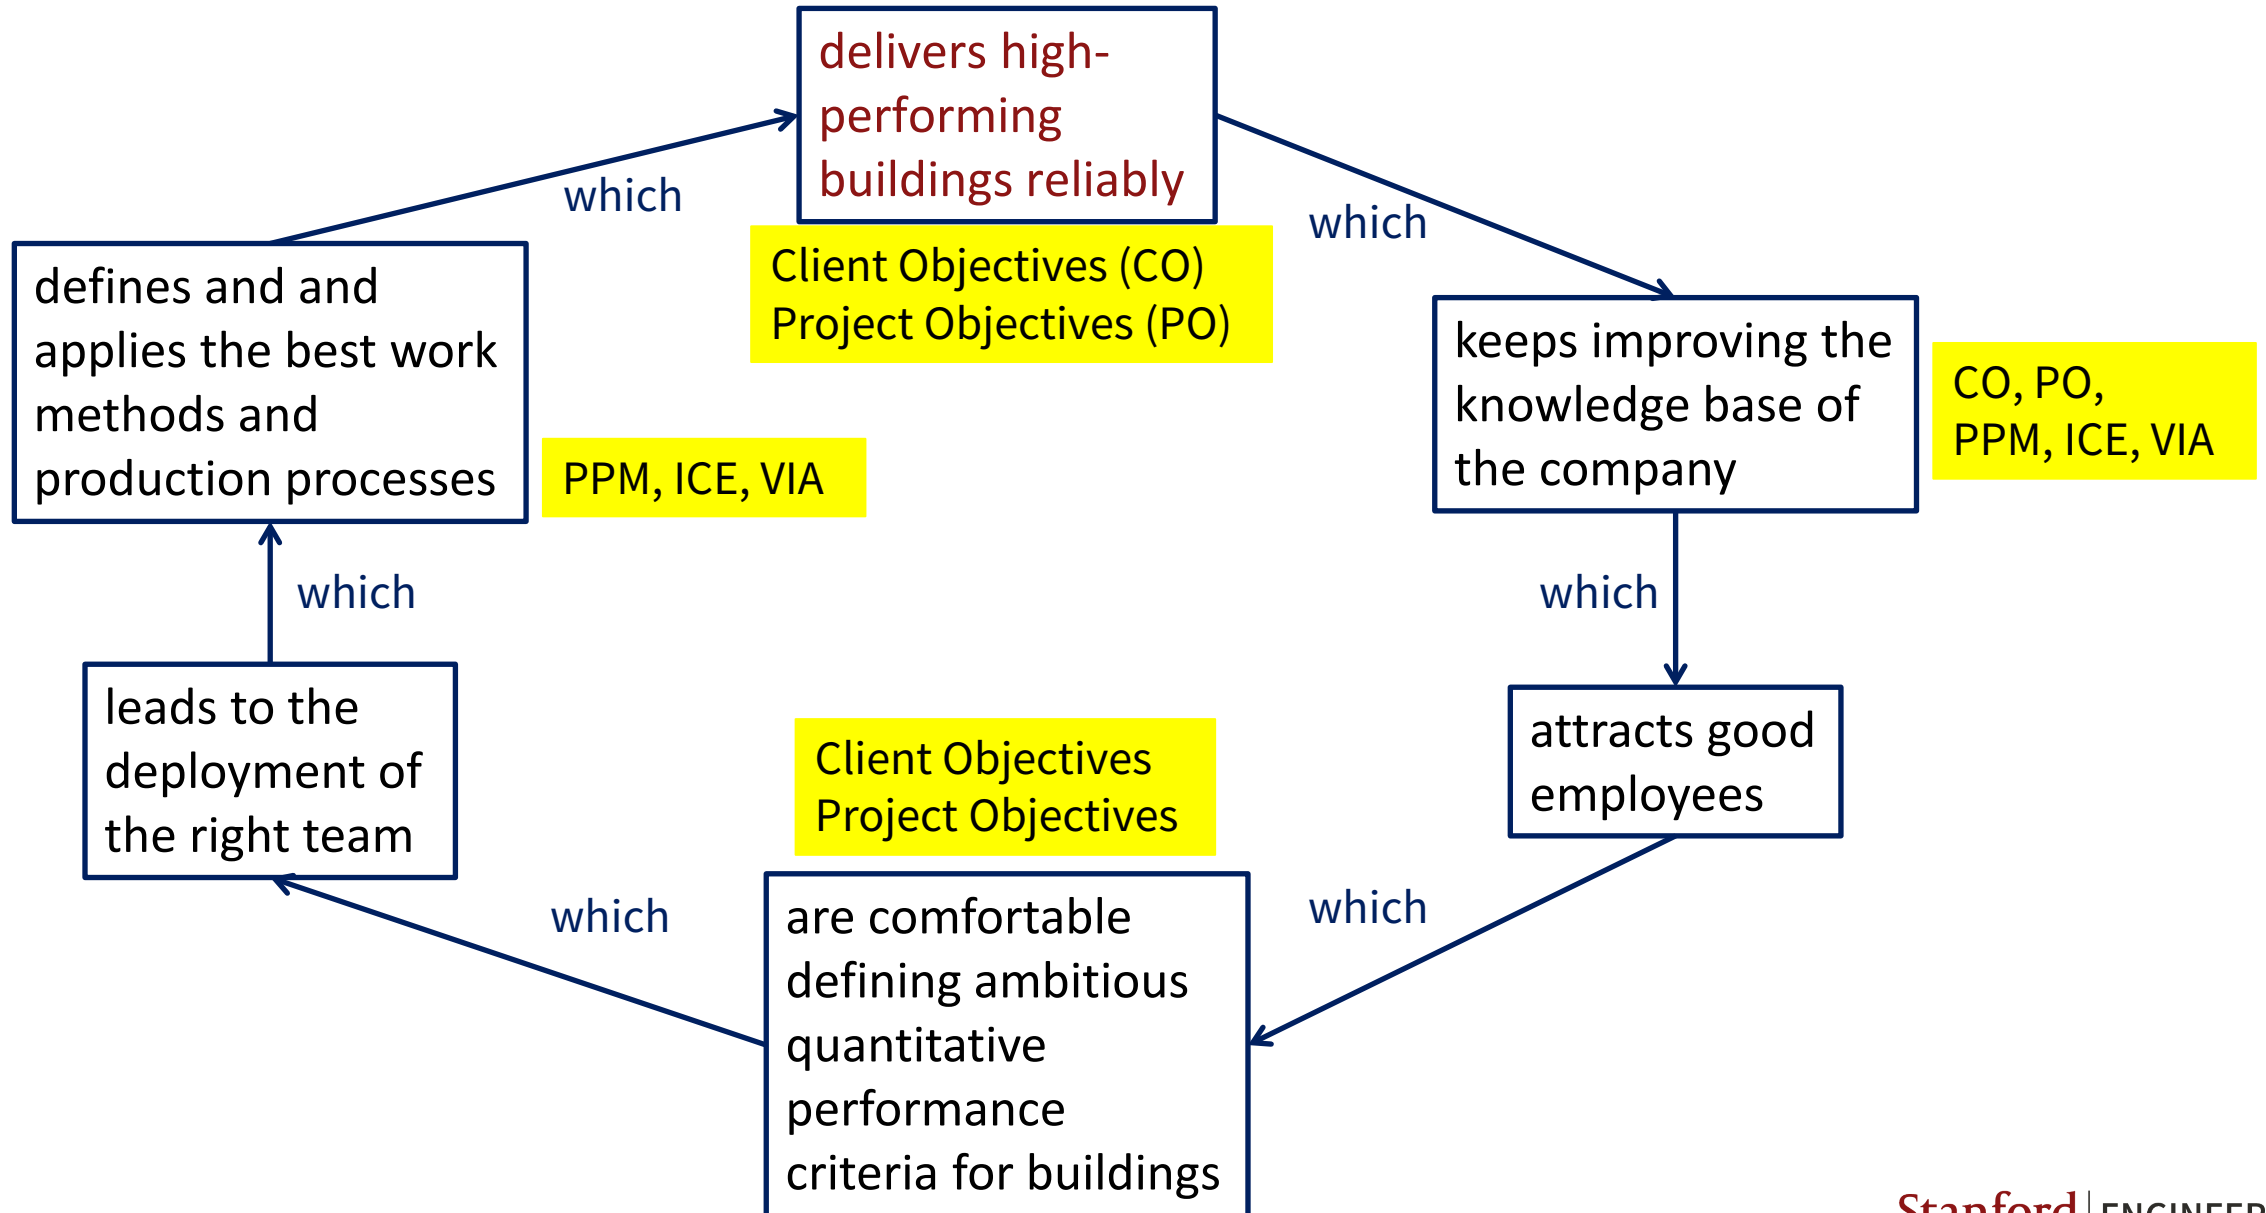 delivers high-
performing
buildings reliably
which
which
Client Objectives (CO)
Project Objectives (PO)
defines and and
applies the best work
methods and
production processes
PPM, ICE, VIA
keeps improving the
knowledge base of
the company
CO, PO,
PPM, ICE, VIA
which
which
leads to the
deployment of
the right team
Client Objectives
Project Objectives
attracts good
employees
which
which
are comfortable
defining ambitious
quantitative
performance
criteria for buildings
Stanford | ENGINEER